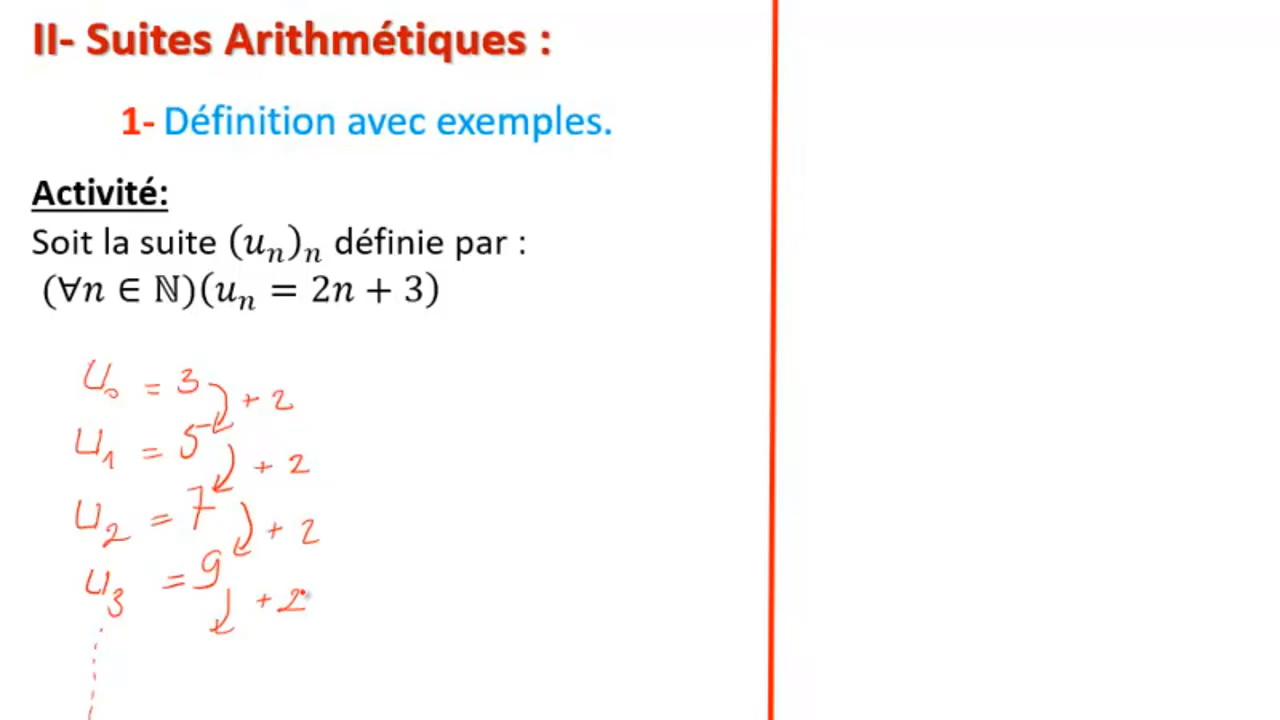 II- Suites Arithmétiques :
1- Définition avec exemples.
Activité:
Soit la suite (uₙ)ₙ définie par :
(∀n ∈ ℕ)(uₙ = 2n + 3)
u₀ = 3 + 2
u₁ = 5 + 2
u₂ = 7 + 2
u₃ = 9 + 2